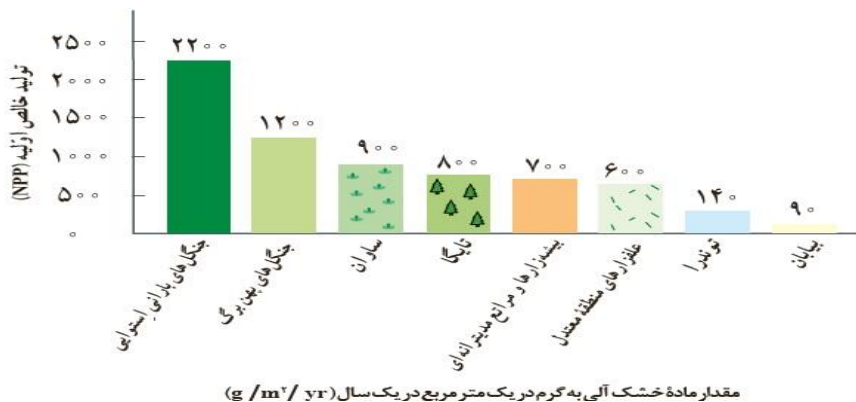 تولید خالص اولیه (NPP)
۲۵۰۰
۲۰۰۰
۱۵۰۰
۱۰۰۰
۵۰۰
۰
۲۲۰۰
۱۲۰۰
۹۰۰
۸۰۰
۷۰۰
۶۰۰
۱۴۰
۹۰
جنگل‌های بارانی استوایی
جنگل‌های پهن برگ
ساوان
تایگا
بیشه‌زارها و مراتع مدیترانه‌ای
علفزارهای منطقه معتدل
توندرا
بیابان
مقدار مادۀ خشک آلی به گرم در یک متر مربع در یک سال (g /m۲/ yr)